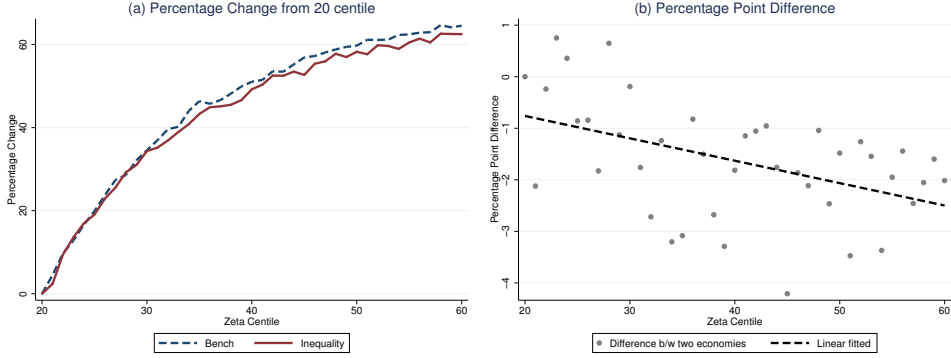 (a) Percentage Change from 20 centile
Percentage Change
0
20
40
60
20
30
40
50
60
Zeta Centile
Bench
Inequality
(b) Percentage Point Difference
Percentage Point Difference
1
0
−1
−2
−3
−4
20
30
40
50
60
Zeta Centile
Difference b/w two economies
Linear fitted